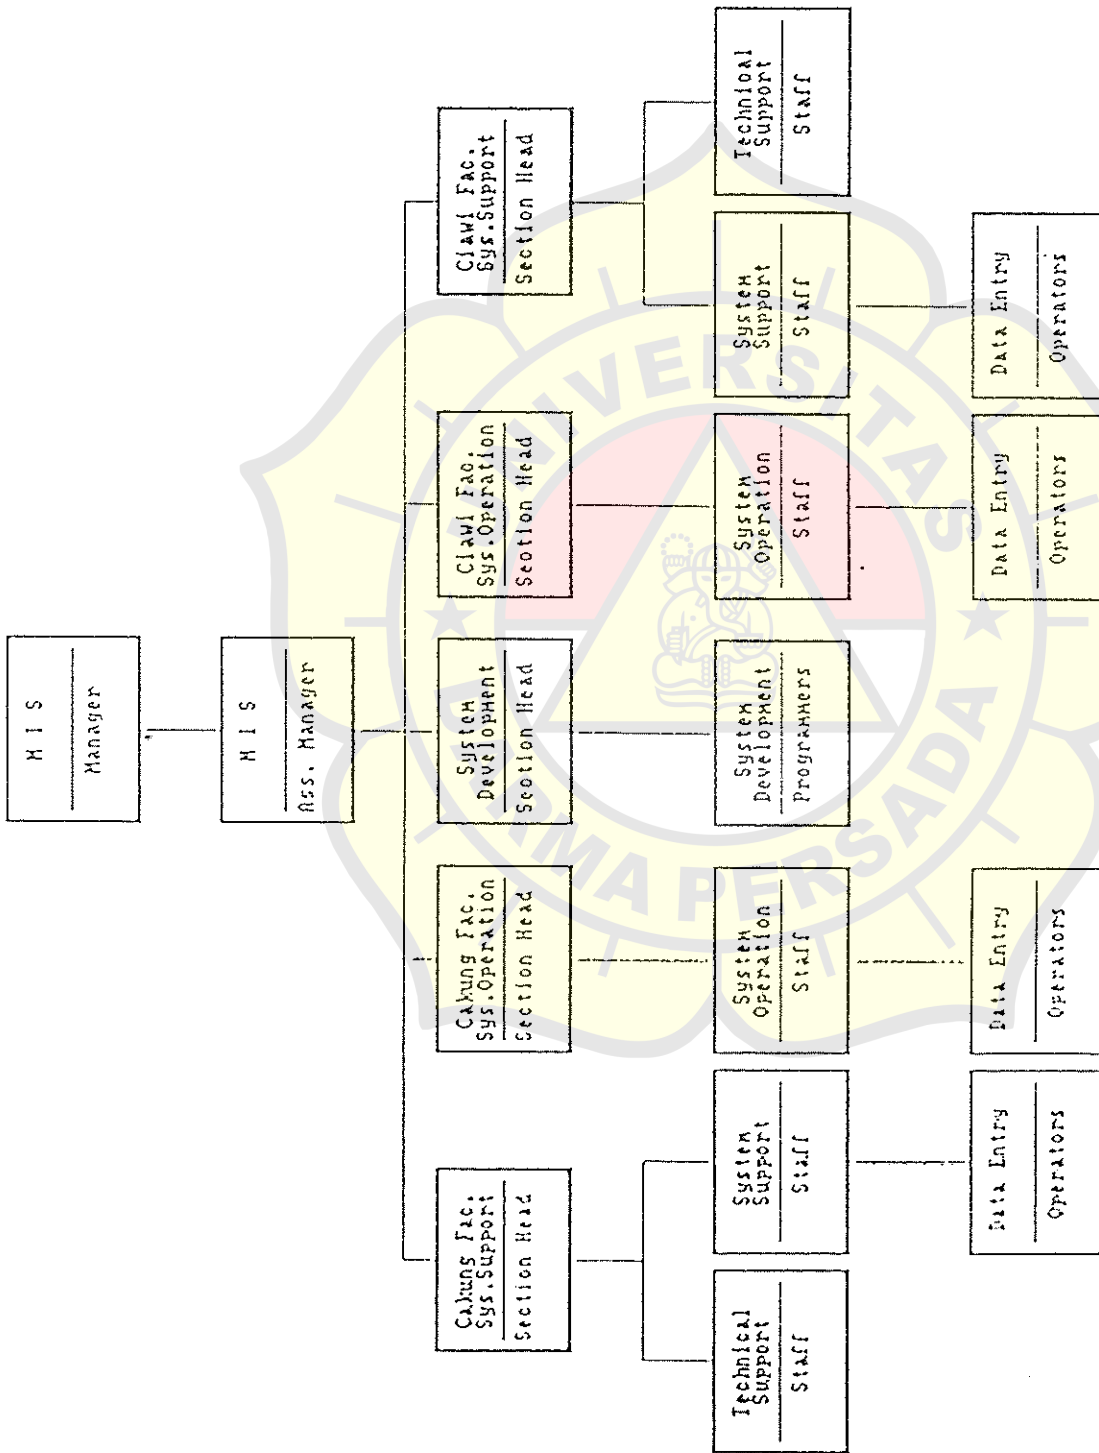 M I S
Manager
M I S
Ass. Manager
Cakung Fac.
Sys.Support
Section Head
Cakung Fac.
Sys.Operation
Section Head
System
Development
Section Head
Ciawi Fac.
Sys.Operation
Section Head
Ciawi Fac.
Sys.Support
Section Head
Technical
Support
Staff
System
Support
Staff
System
Operation
Staff
System
Development
Programmers
System
Operation
Staff
System
Support
Staff
Technical
Support
Staff
Data Entry
Operators
Data Entry
Operators
Data Entry
Operators
Data Entry
Operators
UNIVERSITAS
DARMA PERSADA